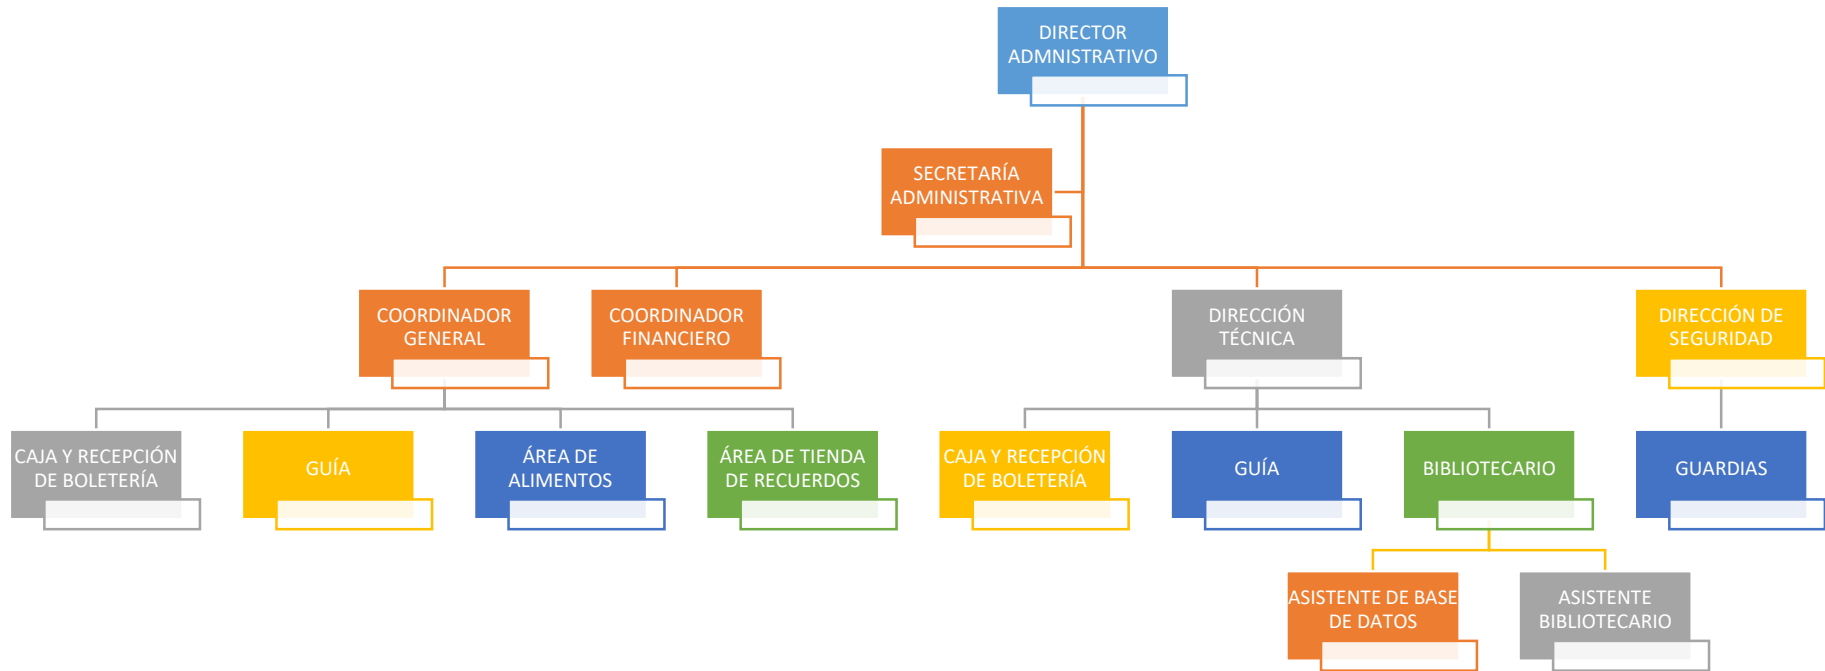 DIRECTOR
ADMNISTRATIVO
SECRETARÍA
ADMINISTRATIVA
COORDINADOR
GENERAL
COORDINADOR
FINANCIERO
DIRECCIÓN
TÉCNICA
DIRECCIÓN DE
SEGURIDAD
CAJA Y RECEPCIÓN
DE BOLETERÍA
GUÍA
ÁREA DE
ALIMENTOS
ÁREA DE TIENDA
DE RECUERDOS
CAJA Y RECEPCIÓN
DE BOLETERÍA
GUÍA
BIBLIOTECARIO
GUARDIAS
ASISTENTE DE BASE
DE DATOS
ASISTENTE
BIBLIOTECARIO